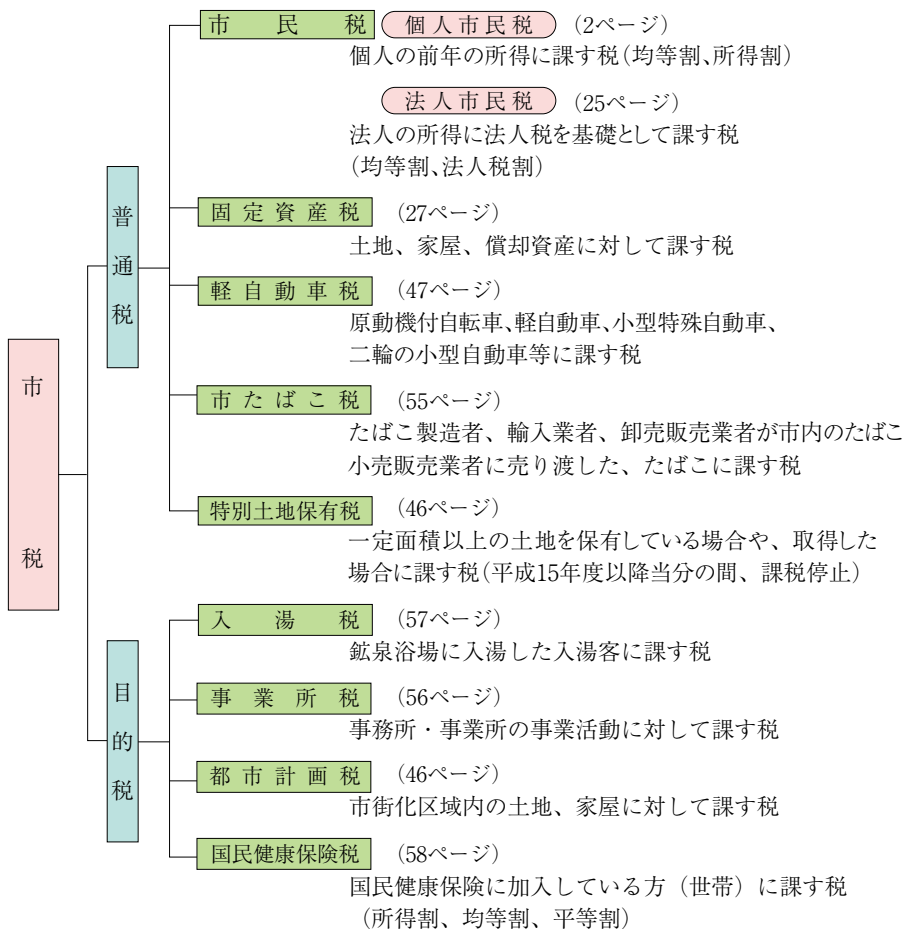 市税
普通税
市民税 個人市民税 (2ページ)
個人の前年の所得に課す税(均等割、所得割)
法人市民税 (25ページ)
法人の所得に法人税を基礎として課す税
(均等割、法人税割)
固定資産税 (27ページ)
土地、家屋、償却資産に対して課す税
軽自動車税 (47ページ)
原動機付自転車、軽自動車、小型特殊自動車、
二輪の小型自動車等に課す税
市たばこ税 (55ページ)
たばこ製造者、輸入業者、卸売販売業者が市内のたばこ
小売販売業者に売り渡した、たばこに課す税
特別土地保有税 (46ページ)
一定面積以上の土地を保有している場合や、取得した
場合に課す税(平成15年度以降当分の間、課税停止)
目的税
入湯税 (57ページ)
鉱泉浴場に入湯した入湯客に課す税
事業所税 (56ページ)
事務所・事業所の事業活動に対して課す税
都市計画税 (46ページ)
市街化区域内の土地、家屋に対して課す税
国民健康保険税 (58ページ)
国民健康保険に加入している方(世帯)に課す税
(所得割、均等割、平等割)